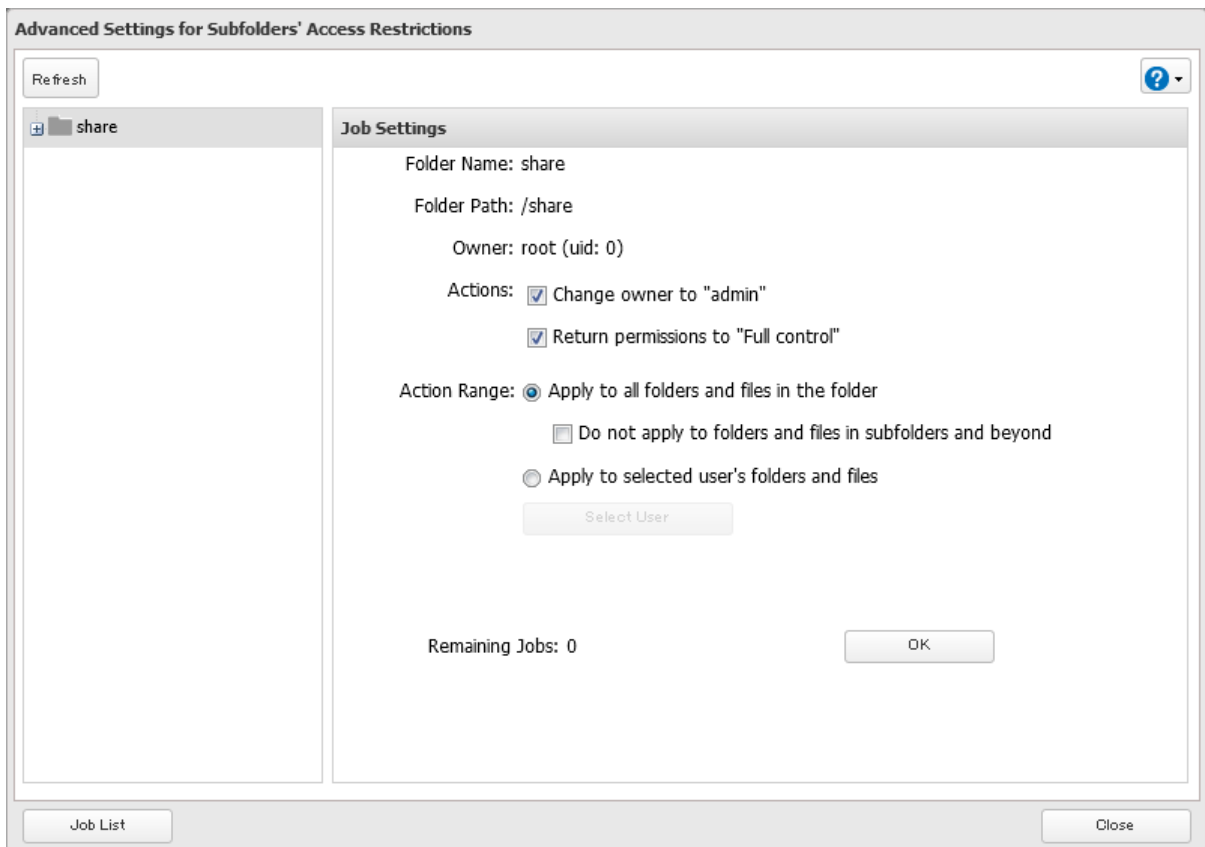 Advanced Settings for Subfolders' Access Restrictions
Refresh
?
share
Job Settings
Folder Name: share
Folder Path: /share
Owner: root (uid: 0)
Actions: Change owner to "admin"
Return permissions to "Full control"
Action Range: Apply to all folders and files in the folder
Do not apply to folders and files in subfolders and beyond
Apply to selected user's folders and files
Select User
Remaining Jobs: 0
OK
Job List
Close